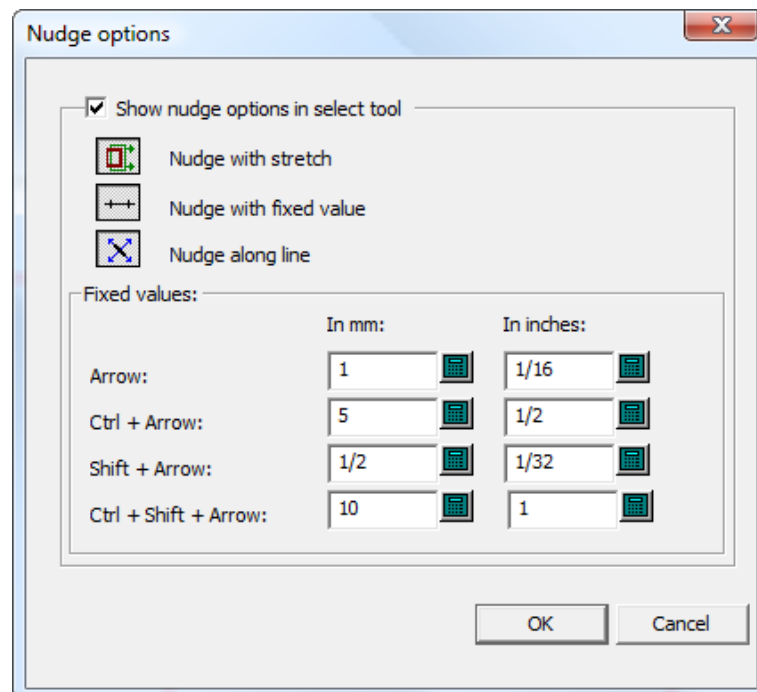 Nudge options
Show nudge options in select tool
Nudge with stretch
Nudge with fixed value
Nudge along line
Fixed values:
In mm: In inches:
Arrow: 1 1/16
Ctrl + Arrow: 5 1/2
Shift + Arrow: 1/2 1/32
Ctrl + Shift + Arrow: 10 1
OK Cancel